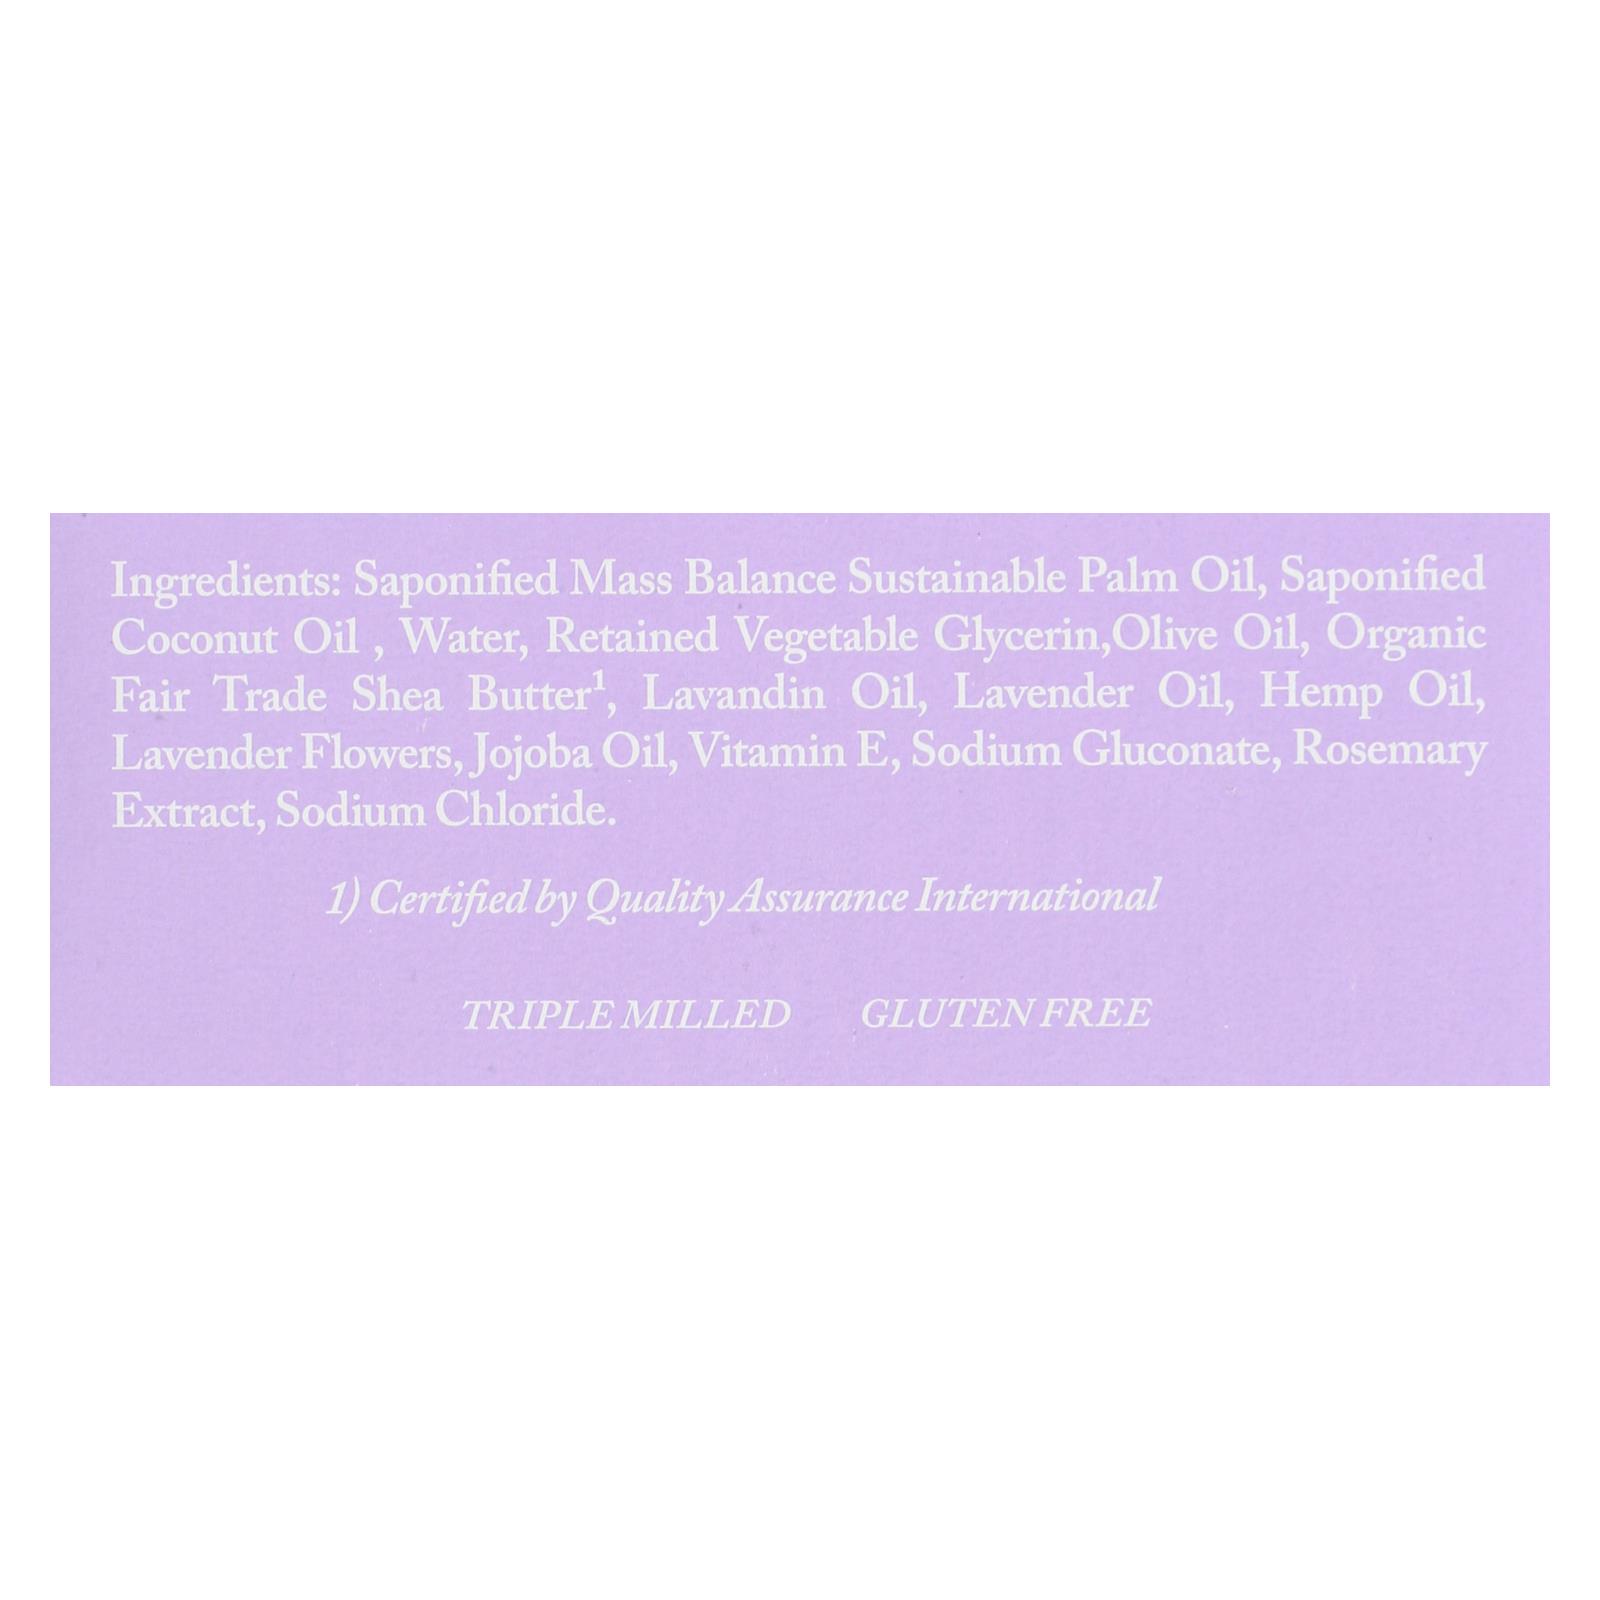 Ingredients: Saponified Mass Balance Sustainable Palm Oil, Saponified
Coconut Oil , Water, Retained Vegetable Glycerin,Olive Oil, Organic
Fair Trade Shea Butter¹, Lavandin Oil, Lavender Oil, Hemp Oil,
Lavender Flowers, Jojoba Oil, Vitamin E, Sodium Gluconate, Rosemary
Extract, Sodium Chloride.
1) Certified by Quality Assurance International
TRIPLE MILLED GLUTEN FREE